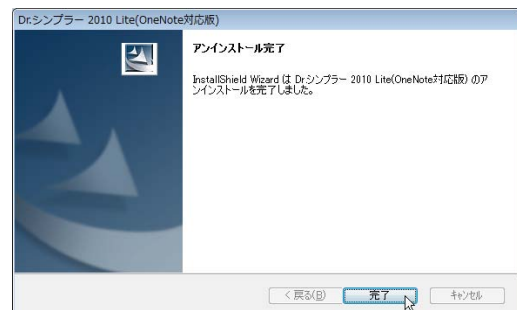 Dr.シンプラー 2010 Lite(OneNote対応版)
アンインストール完了
InstallShield Wizard は Dr.シンプラー 2010 Lite(OneNote対応版) のア
ンインストールを完了しました。
< 戻る(B)
完了
キャンセル